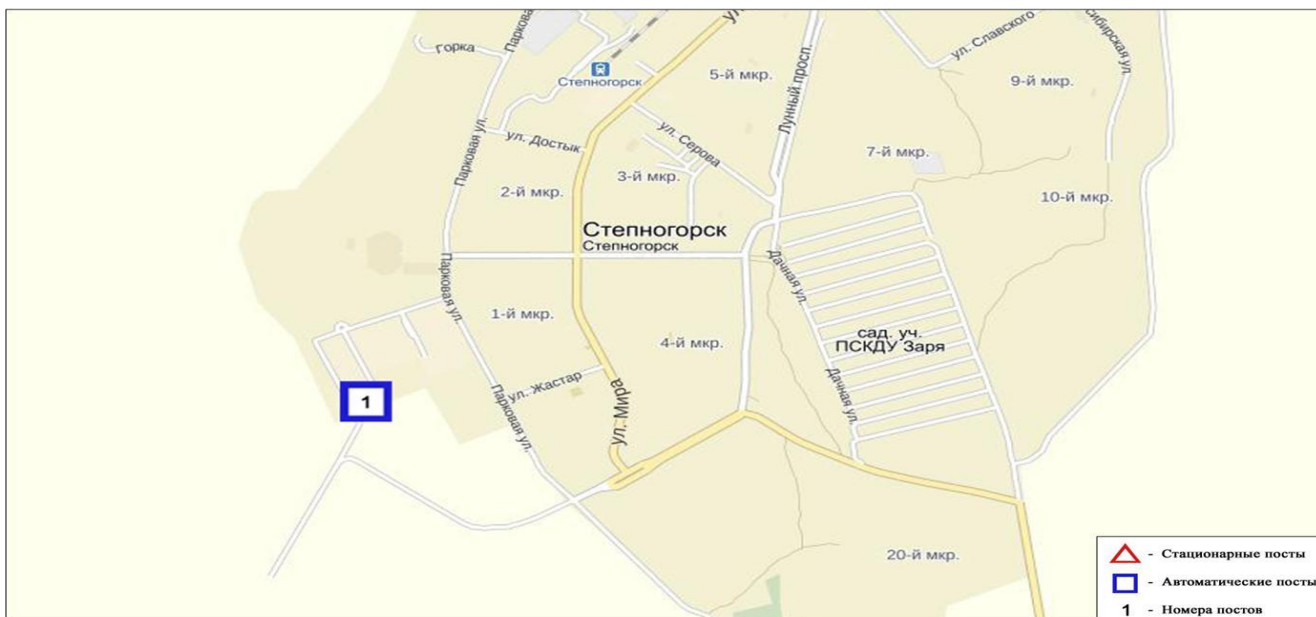 Горка
Парковая
ул.
Степногорск
5-й мкр.
Лунный просп.
ул. Славского
9-й мкр.
Парковая ул.
ул. Достык
ул. Серова
7-й мкр.
2-й мкр.
3-й мкр.
10-й мкр.
Степногорск
Степногорск
Парковая ул.
Дачная ул.
1-й мкр.
4-й мкр.
сад. уч.
ПСКДУ Заря
1
ул. Жастар
Парковая ул.
ул. Мира
Дачная ул.
20-й мкр.
- Стационарные посты
- Автоматические посты
1 - Номера постов